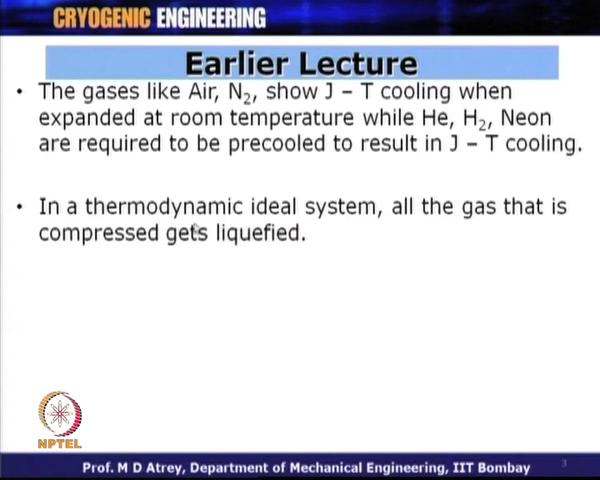 CRYOGENIC ENGINEERING
Earlier Lecture
• The gases like Air, N₂, show J – T cooling when
expanded at room temperature while He, H₂, Neon
are required to be precooled to result in J – T cooling.
• In a thermodynamic ideal system, all the gas that is
compressed gets liquefied.
NPTEL
Prof. M D Atrey, Department of Mechanical Engineering, IIT Bombay
3